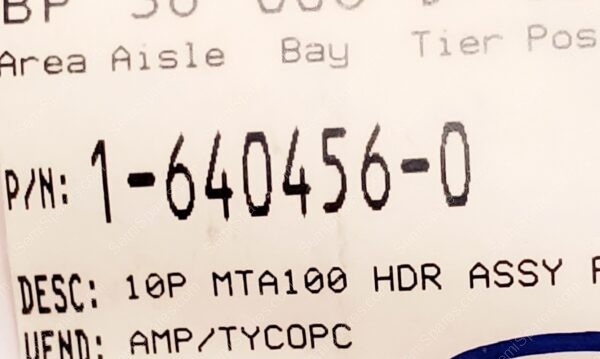 Area Aisle Bay Tier Pos
P/N: 1-640456-0
DESC: 10P MTA100 HDR ASSY
VEND: AMP/TYCOPC